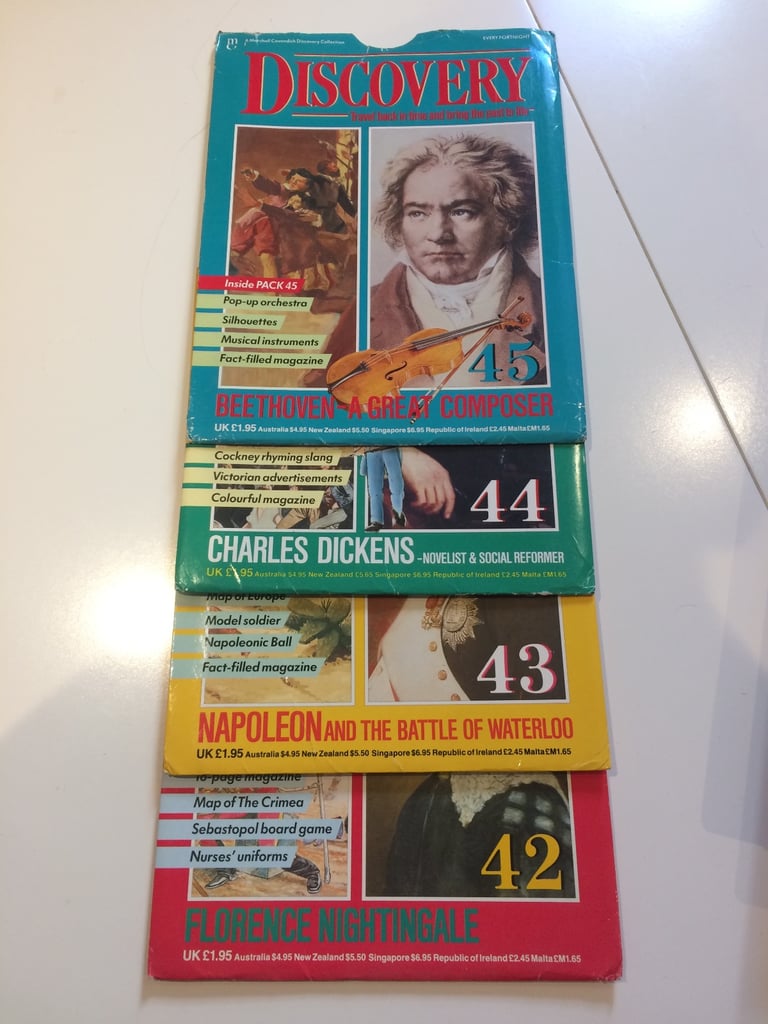 A Marshall Cavendish Discovery Collection
EVERY FORTNIGHT
DISCOVERY
Travel back in time and bring the past to life
Inside PACK 45
Pop-up orchestra
Silhouettes
Musical instruments
Fact-filled magazine
45
BEETHOVEN-A GREAT COMPOSER
UK £1.95 Australia $4.95 New Zealand $5.50 Singapore $6.95 Republic of Ireland £2.45 Malta £M1.65
Cockney rhyming slang
Victorian advertisements
Colourful magazine
44
CHARLES DICKENS -NOVELIST & SOCIAL REFORMER
UK £1.95 Australia $4.95 New Zealand £5.65 Singapore $6.95 Republic of Ireland £2.45 Malta £M1.65
Map of Europe
Model soldier
Napoleonic Ball
Fact-filled magazine
43
NAPOLEON AND THE BATTLE OF WATERLOO
UK £1.95 Australia $4.95 New Zealand $5.50 Singapore $6.95 Republic of Ireland £2.45 Malta £M1.65
16-page magazine
Map of The Crimea
Sebastopol board game
Nurses' uniforms
42
FLORENCE NIGHTINGALE
UK £1.95 Australia $4.95 New Zealand $5.50 Singapore $6.95 Republic of Ireland £2.45 Malta £M1.65